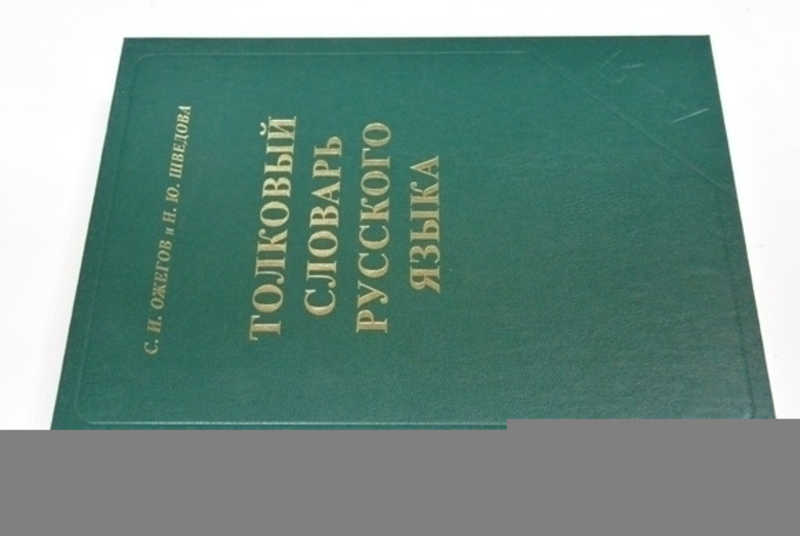 С. И. ОЖЕГОВ и Н. Ю. ШВЕДОВА
ТОЛКОВЫЙ
СЛОВАРЬ
РУССКОГО
ЯЗЫКА